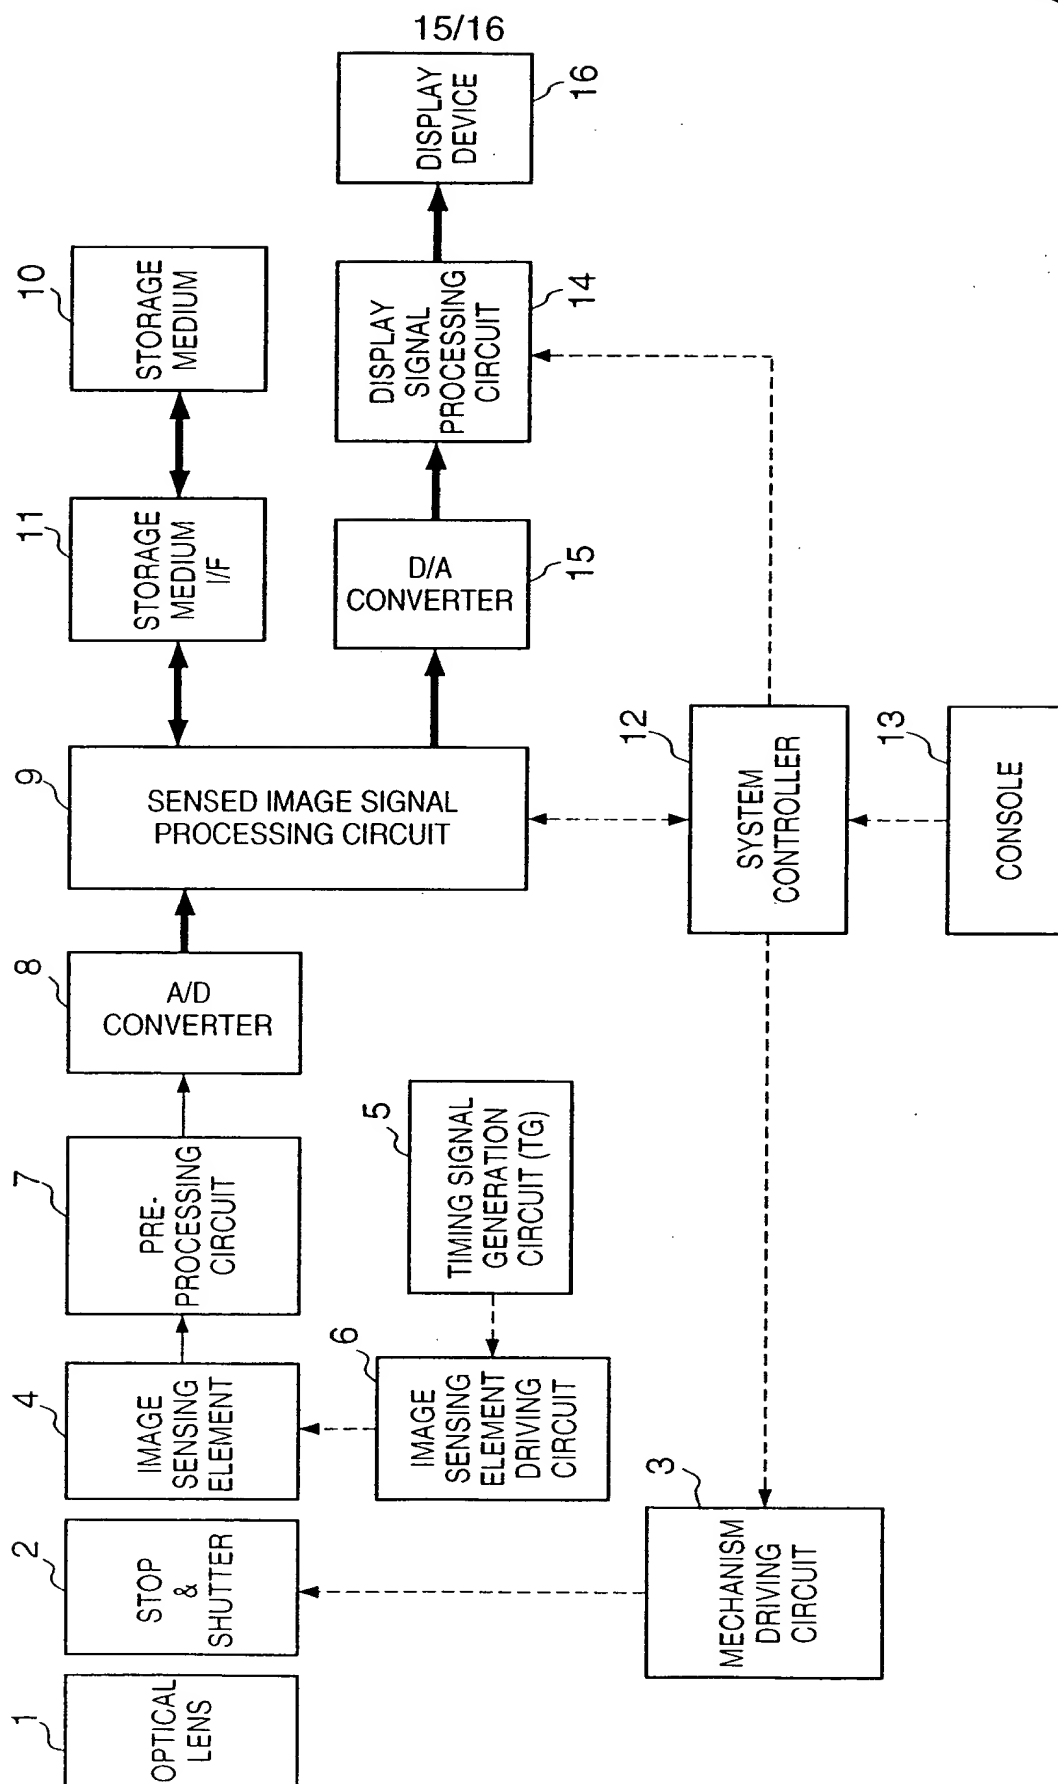 15/16
1
OPTICAL
LENS
2
STOP
&
SHUTTER
4
IMAGE
SENSING
ELEMENT
7
PRE-
PROCESSING
CIRCUIT
8
A/D
CONVERTER
9
SENSED IMAGE SIGNAL
PROCESSING CIRCUIT
11
STORAGE
MEDIUM
I/F
10
STORAGE
MEDIUM
6
IMAGE
SENSING
ELEMENT
DRIVING
CIRCUIT
5
TIMING SIGNAL
GENERATION
CIRCUIT (TG)
D/A
CONVERTER
15
DISPLAY
SIGNAL
PROCESSING
CIRCUIT
14
DISPLAY
DEVICE
16
3
MECHANISM
DRIVING
CIRCUIT
12
SYSTEM
CONTROLLER
13
CONSOLE